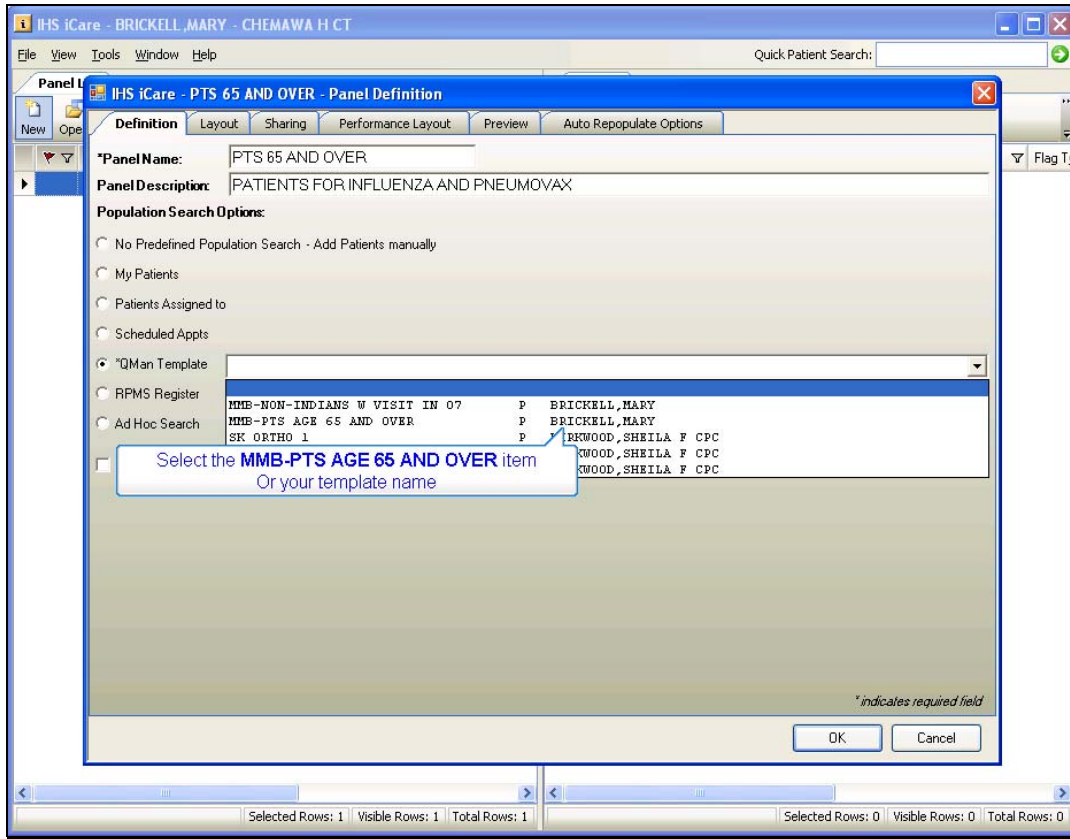 IHS iCare - BRICKELL ,MARY - CHEMAWA H CT
File View Tools Window Help Quick Patient Search:
Panel L
IHS iCare - PTS 65 AND OVER - Panel Definition
New Ope
Definition Layout Sharing Performance Layout Preview Auto Repopulate Options
*Panel Name: PTS 65 AND OVER
Flag T
Panel Description: PATIENTS FOR INFLUENZA AND PNEUMOVAX
Population Search Options:
No Predefined Population Search - Add Patients manually
My Patients
Patients Assigned to
Scheduled Appts
*QMan Template
RPMS Register
MMB-NON-INDIANS W VISIT IN 07 P BRICKELL,MARY
Ad Hoc Search
MMB-PTS AGE 65 AND OVER P BRICKELL,MARY
SK ORTHO 1 P RKWOOD,SHEILA F CPC
KWOOD,SHEILA F CPC
KWOOD,SHEILA F CPC
Select the MMB-PTS AGE 65 AND OVER item
Or your template name
* indicates required field
OK Cancel
Selected Rows: 1 Visible Rows: 1 Total Rows: 1 Selected Rows: 0 Visible Rows: 0 Total Rows: 0